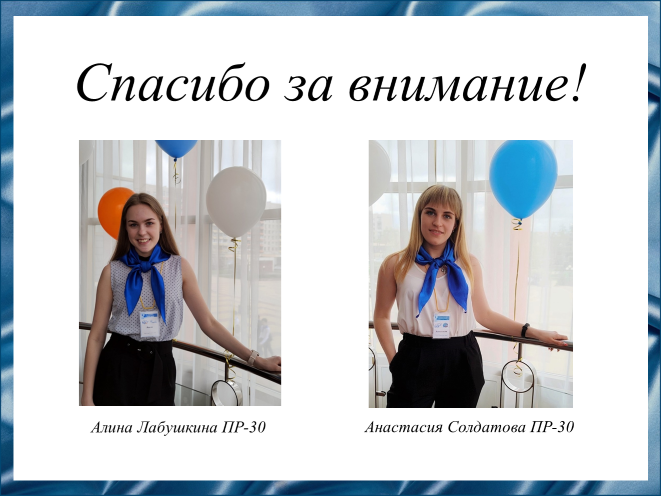 Спасибо за внимание!
Алина Лабушкина ПР-30
Анастасия Солдатова ПР-30